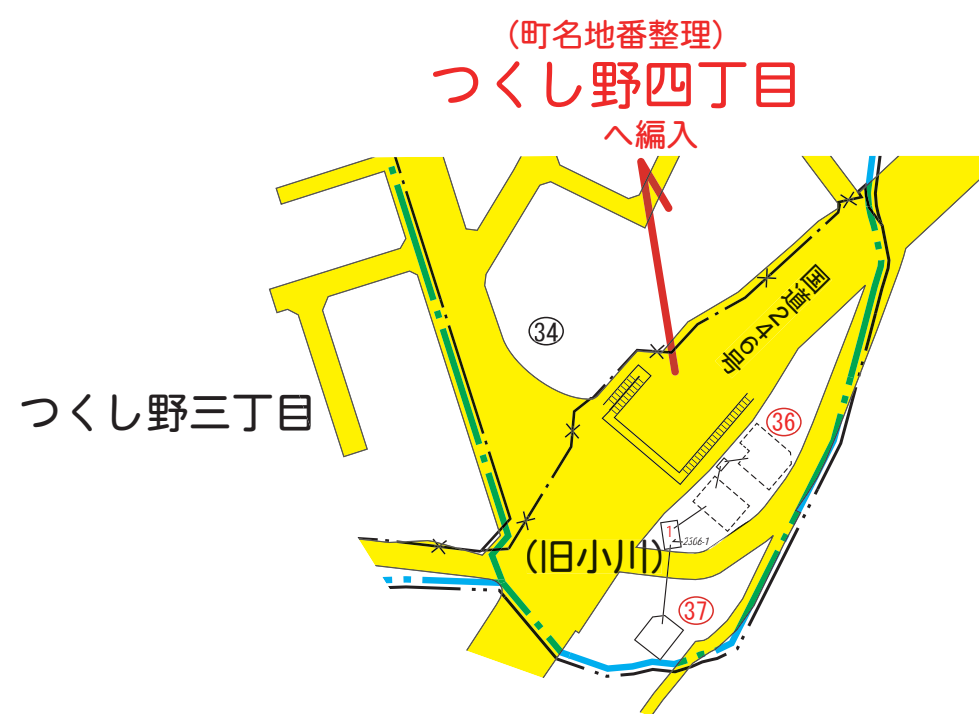 （町名地番整理）
つくし野四丁目
へ編入
国道246号
34
つくし野三丁目
36
1
2306-1
（旧小川）
37